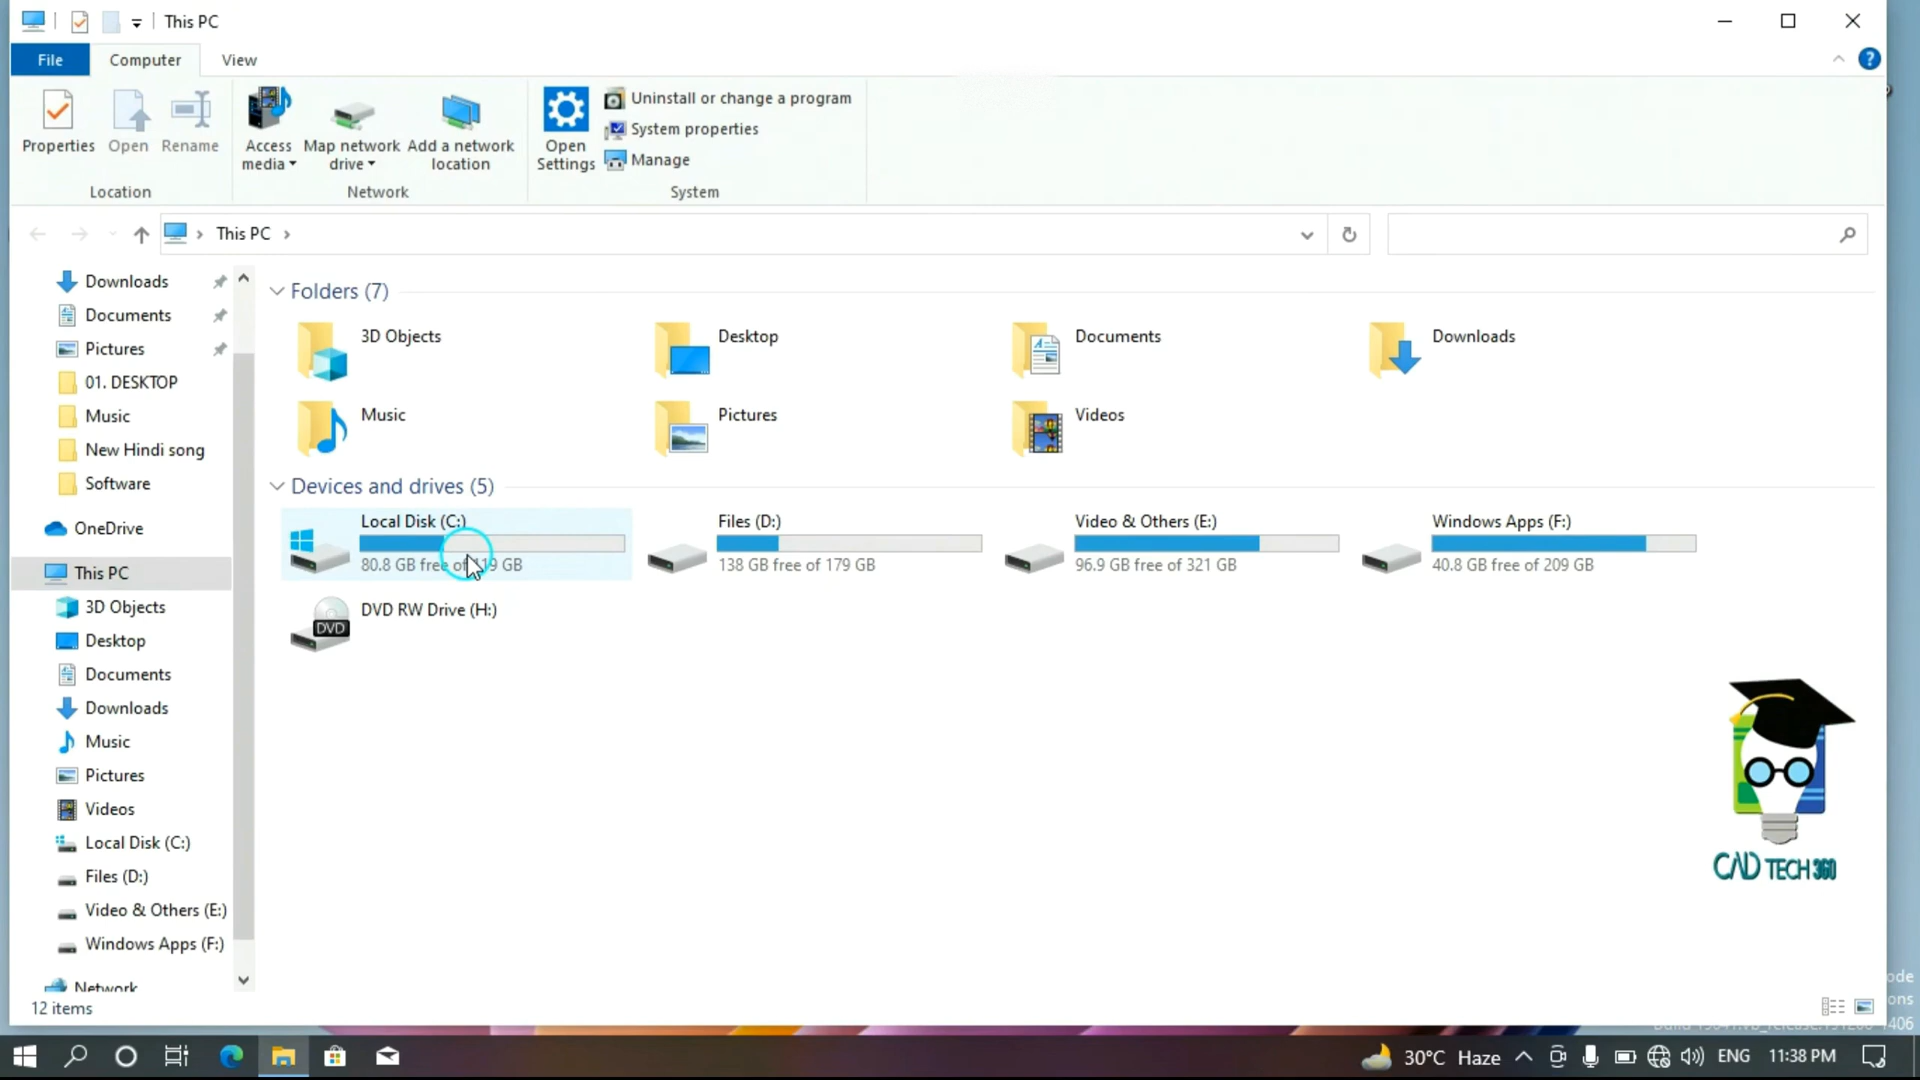 This PC
File Computer View
Properties Open Rename Access media Map network drive Add a network location Open Settings Uninstall or change a program
System properties
Manage
Location Network System
This PC
Downloads
Documents
Pictures
01. DESKTOP
Music
New Hindi song
Software
OneDrive
This PC
3D Objects
Desktop
Documents
Downloads
Music
Pictures
Videos
Local Disk (C:)
Files (D:)
Video & Others (E:)
Windows Apps (F:)
Network
Folders (7)
3D Objects Desktop Documents Downloads
Music Pictures Videos
Devices and drives (5)
Local Disk (C:) Files (D:) Video & Others (E:) Windows Apps (F:)
80.8 GB free of 119 GB 138 GB free of 179 GB 96.9 GB free of 321 GB 40.8 GB free of 209 GB
DVD RW Drive (H:)
DVD
CAD TECH 360
12 items
30°C Haze ENG 11:38 PM